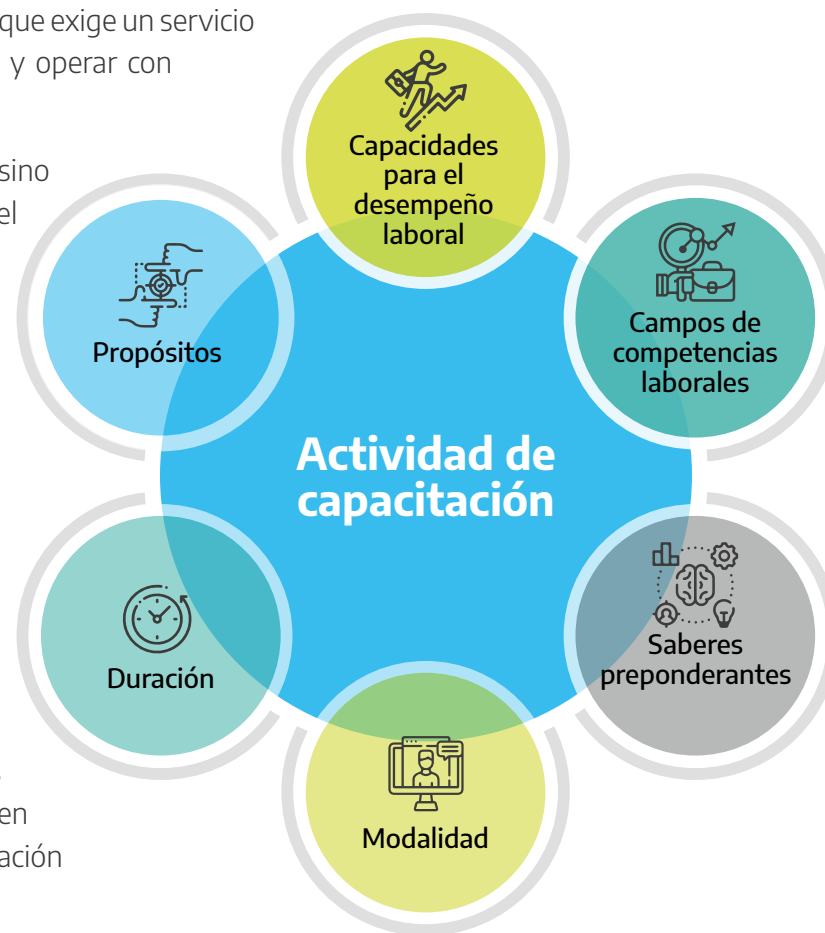 que exige un servicio
y operar con
sino
el
en
ación
Capacidades
para el
desempeño
laboral
Campos de
competencias
laborales
Saberes
preponderantes
Modalidad
Duración
Propósitos
Actividad de
capacitación